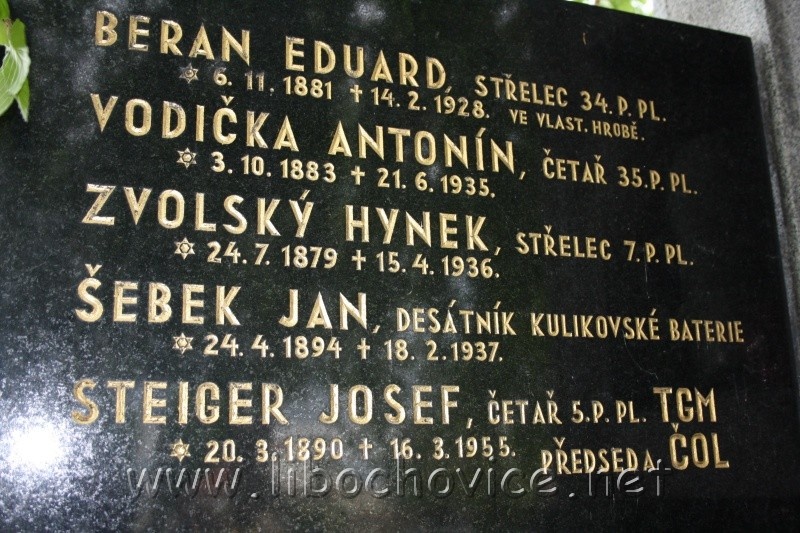 BERAN EDUARD, STŘELEC 34. P. PL.
✡ 6. 11. 1881 ✝ 14. 2. 1928. VE VLAST. HROBĚ.
VODIČKA ANTONÍN, ČETAŘ 35. P. PL.
✡ 3. 10. 1883 ✝ 21. 6. 1935.
ZVOLSKÝ HYNEK, STŘELEC 7. P. PL.
✡ 24. 7. 1879 ✝ 15. 4. 1936.
ŠEBEK JAN, DESÁTNÍK KULIKOVSKÉ BATERIE
✡ 24. 4. 1894 ✝ 18. 2. 1937.
STEIGER JOSEF, ČETAŘ 5. P. PL. TGM
✡ 20. 3. 1890 ✝ 16. 3. 1955. PŘEDSEDA ČOL
www.libochovice.net